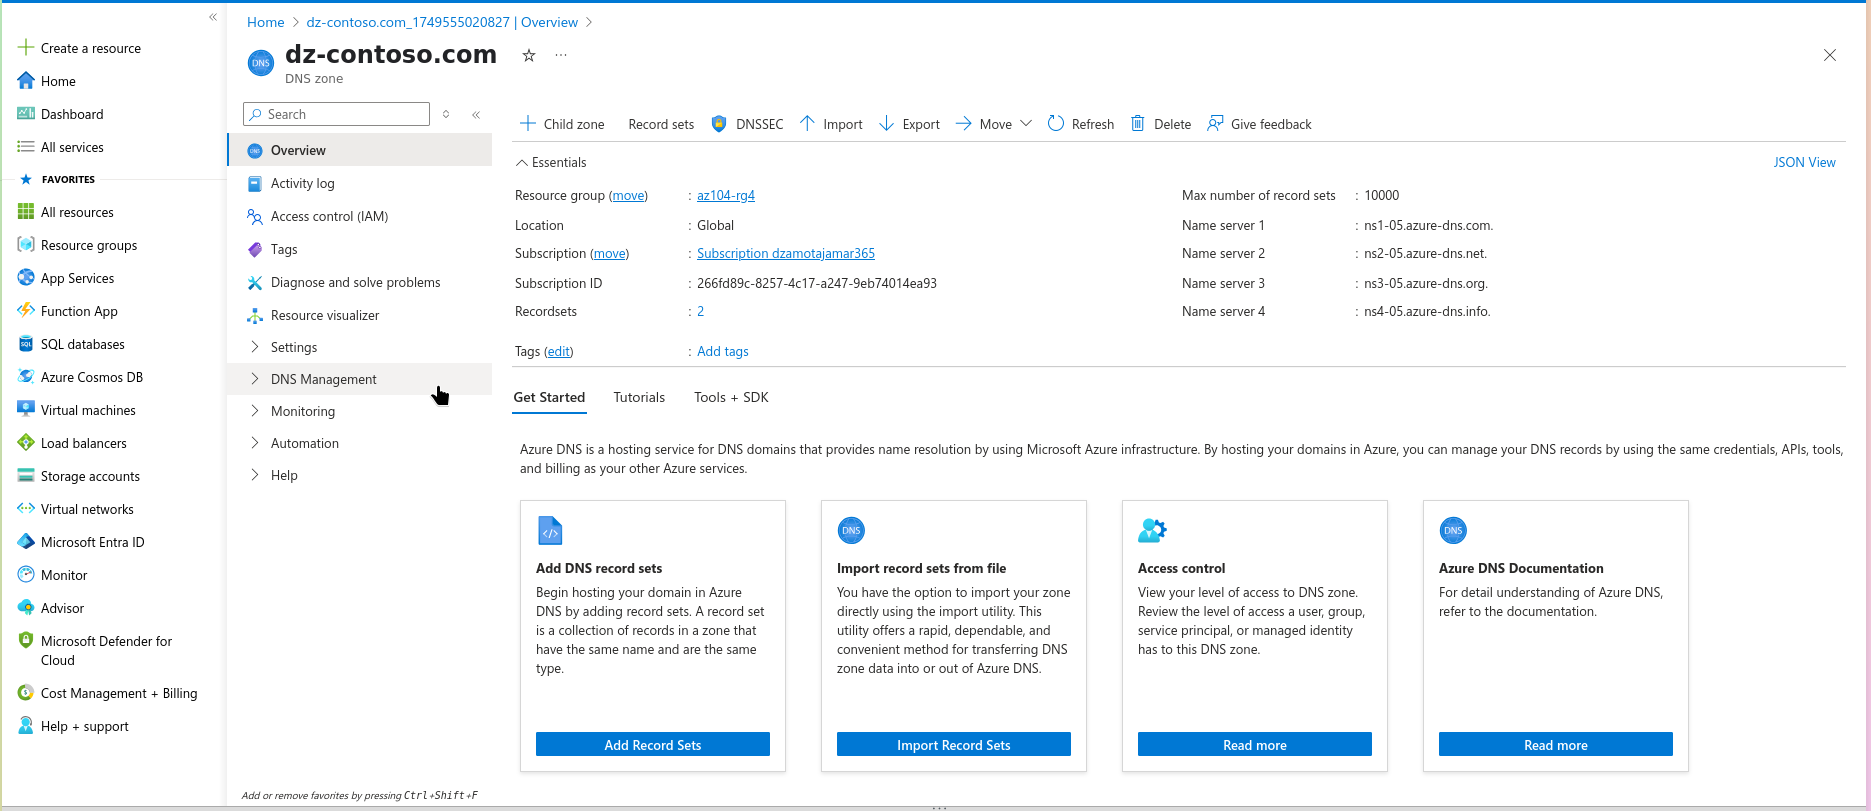 «
Create a resource
Home
Dashboard
All services
FAVORITES
All resources
Resource groups
App Services
Function App
SQL databases
Azure Cosmos DB
Virtual machines
Load balancers
Storage accounts
Virtual networks
Microsoft Entra ID
Monitor
Advisor
Microsoft Defender for
Cloud
Cost Management + Billing
Help + support
Home > dz-contoso.com_1749555020827 | Overview >
DNS
dz-contoso.com
☆ ...
DNS zone
Search
«
DNS Overview
Activity log
Access control (IAM)
Tags
Diagnose and solve problems
Resource visualizer
Settings
DNS Management
Monitoring
Automation
Help
Add or remove favorites by pressing Ctrl+Shift+F
Child zone Record sets DNSSEC Import Export Move Refresh Delete Give feedback
Essentials JSON View
Resource group (move) : az104-rg4
Location : Global
Subscription (move) : Subscription dzamotajamar365
Subscription ID : 266fd89c-8257-4c17-a247-9eb74014ea93
Recordsets : 2
Tags (edit) : Add tags
Max number of record sets : 10000
Name server 1 : ns1-05.azure-dns.com.
Name server 2 : ns2-05.azure-dns.net.
Name server 3 : ns3-05.azure-dns.org.
Name server 4 : ns4-05.azure-dns.info.
Get Started Tutorials Tools + SDK
Azure DNS is a hosting service for DNS domains that provides name resolution by using Microsoft Azure infrastructure. By hosting your domains in Azure, you can manage your DNS records by using the same credentials, APIs, tools,
and billing as your other Azure services.
Add DNS record sets
Begin hosting your domain in Azure
DNS by adding record sets. A record set
is a collection of records in a zone that
have the same name and are the same
type.
Add Record Sets
DNS
Import record sets from file
You have the option to import your zone
directly using the import utility. This
utility offers a rapid, dependable, and
convenient method for transferring DNS
zone data into or out of Azure DNS.
Import Record Sets
Access control
View your level of access to DNS zone.
Review the level of access a user, group,
service principal, or managed identity
has to this DNS zone.
Read more
DNS
Azure DNS Documentation
For detail understanding of Azure DNS,
refer to the documentation.
Read more